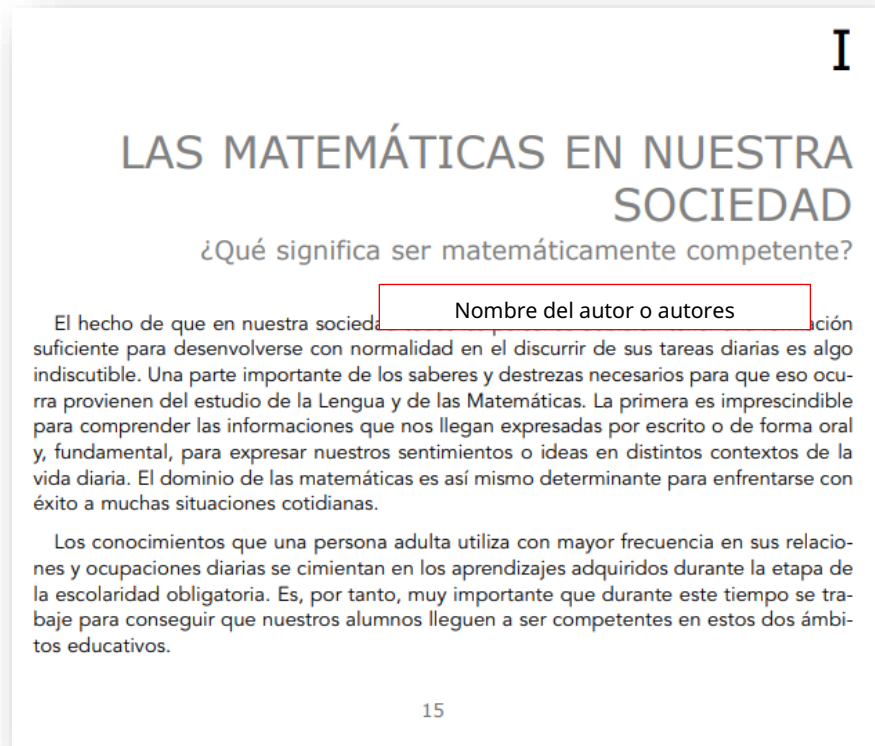 I
LAS MATEMÁTICAS EN NUESTRA
SOCIEDAD
¿Qué significa ser matemáticamente competente?
Nombre del autor o autores
El hecho de que en nuestra ción
suficiente para desenvolverse con normalidad en el discurrir de sus tareas diarias es algo
indiscutible. Una parte importante de los saberes y destrezas necesarios para que eso ocu-
rra provienen del estudio de la Lengua y de las Matemáticas. La primera es imprescindible
para comprender las informaciones que nos llegan expresadas por escrito o de forma oral
y, fundamental, para expresar nuestros sentimientos o ideas en distintos contextos de la
vida diaria. El dominio de las matemáticas es así mismo determinante para enfrentarse con
éxito a muchas situaciones cotidianas.
Los conocimientos que una persona adulta utiliza con mayor frecuencia en sus relacio-
nes y ocupaciones diarias se cimientan en los aprendizajes adquiridos durante la etapa de
la escolaridad obligatoria. Es, por tanto, muy importante que durante este tiempo se tra-
baje para conseguir que nuestros alumnos lleguen a ser competentes en estos dos ámbi-
tos educativos.
15